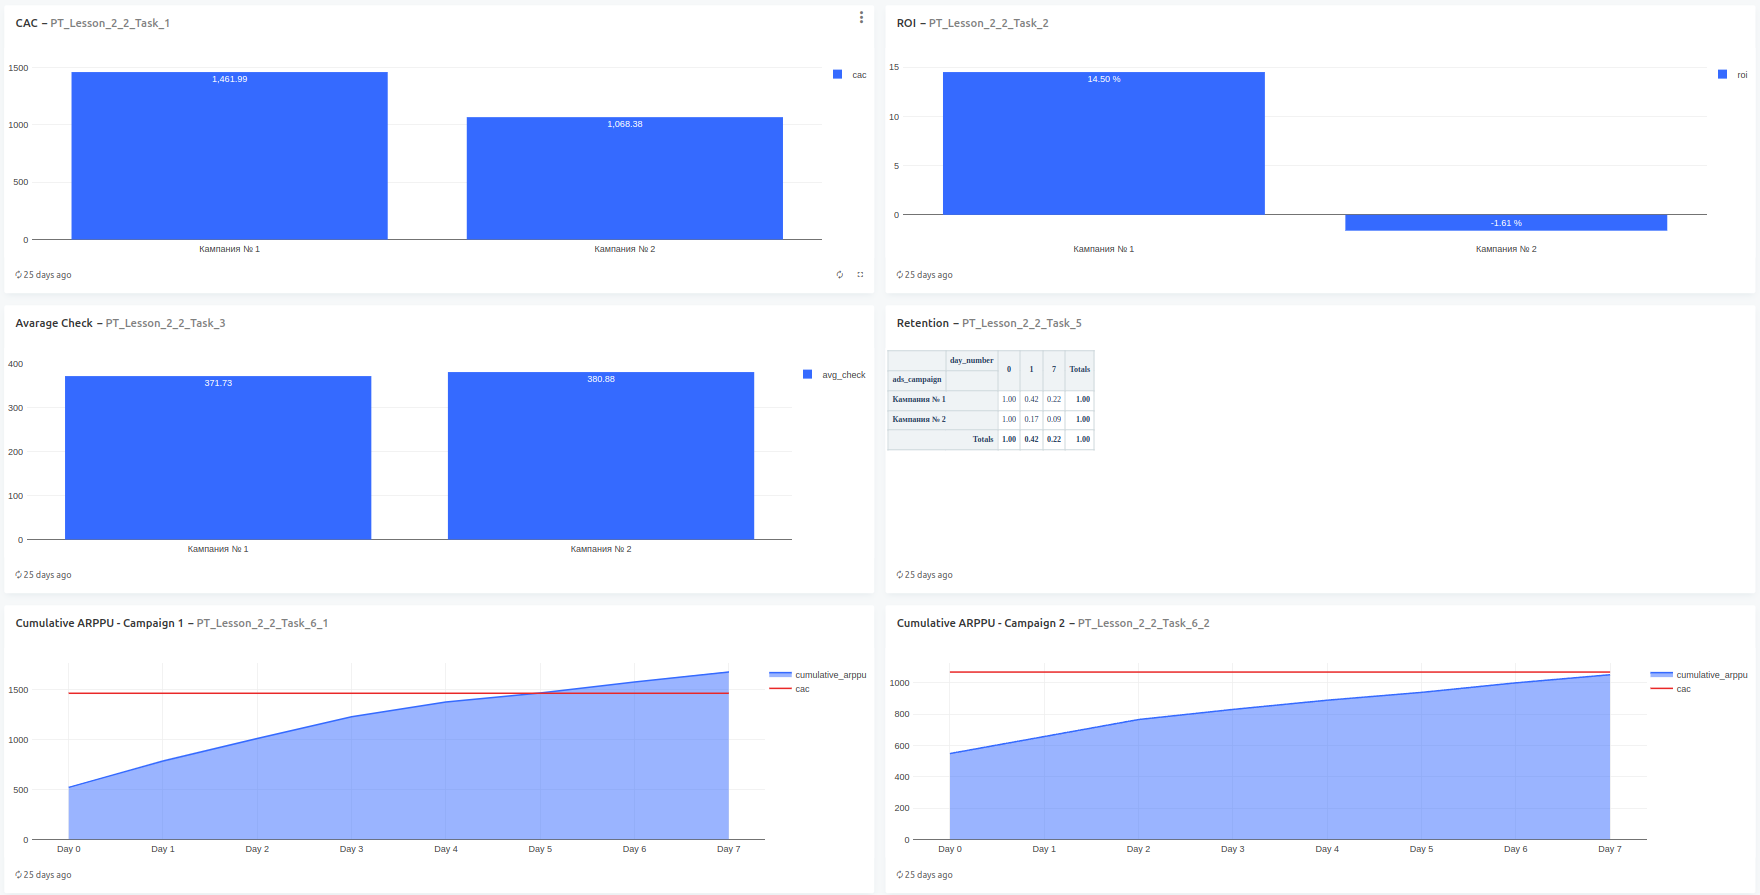 CAC – PT_Lesson_2_2_Task_1
1500
1000
500
0
1,461.99
1,068.38
Кампания № 1
Кампания № 2
cac
25 days ago
ROI – PT_Lesson_2_2_Task_2
15
10
5
0
14.50 %
-1.61 %
Кампания № 1
Кампания № 2
roi
25 days ago
Avarage Check – PT_Lesson_2_2_Task_3
400
300
200
100
0
371.73
380.88
Кампания № 1
Кампания № 2
avg_check
25 days ago
Retention – PT_Lesson_2_2_Task_5
day_number 0 1 7 Totals
ads_campaign
Кампания № 1 1.00 0.42 0.22 1.00
Кампания № 2 1.00 0.17 0.09 1.00
Totals 1.00 0.42 0.22 1.00
25 days ago
Cumulative ARPPU - Campaign 1 – PT_Lesson_2_2_Task_6_1
1500
1000
500
0
Day 0 Day 1 Day 2 Day 3 Day 4 Day 5 Day 6 Day 7
cumulative_arppu
cac
25 days ago
Cumulative ARPPU - Campaign 2 – PT_Lesson_2_2_Task_6_2
1000
800
600
400
200
0
Day 0 Day 1 Day 2 Day 3 Day 4 Day 5 Day 6 Day 7
cumulative_arppu
cac
25 days ago